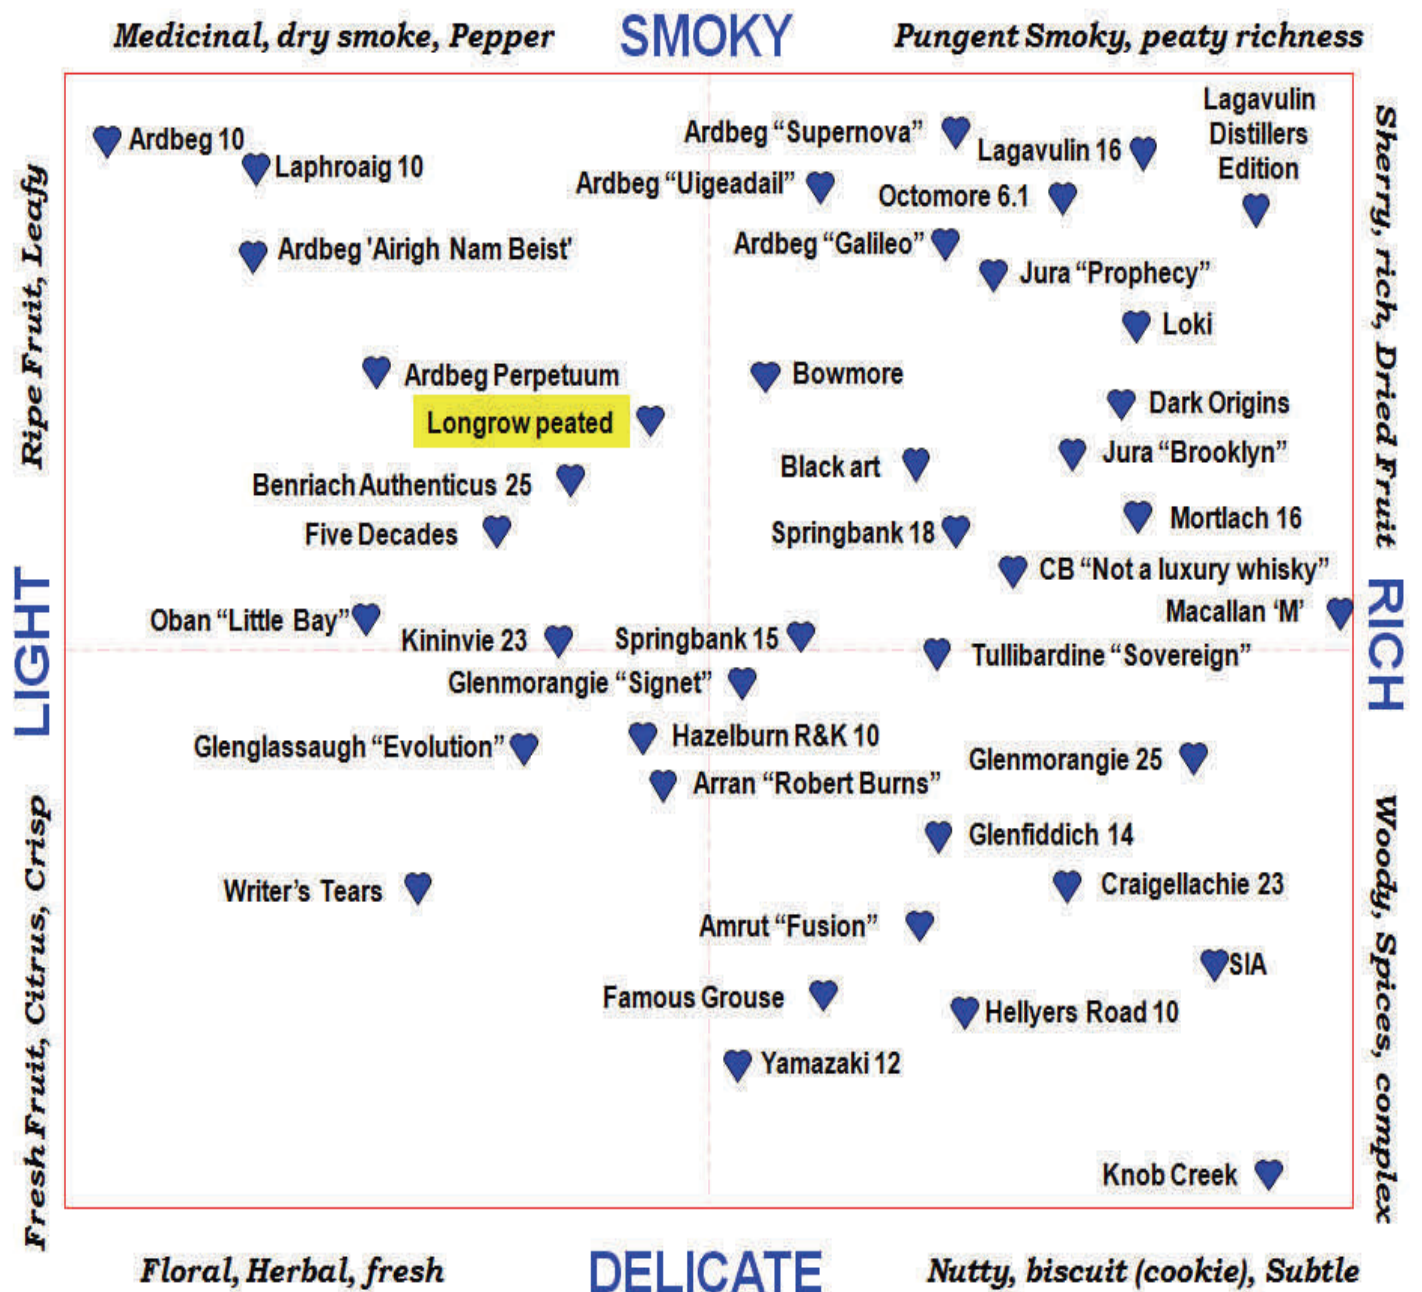 Medicinal, dry smoke, Pepper
SMOKY
Pungent Smoky, peaty richness
Ardbeg 10
Laphroaig 10
Ardbeg 'Airigh Nam Beist'
Ardbeg “Supernova”
Lagavulin 16
Lagavulin
Distillers
Edition
Ardbeg “Uigeadail”
Octomore 6.1
Ardbeg “Galileo”
Jura “Prophecy”
Loki
Ardbeg Perpetuum
Bowmore
Dark Origins
Longrow peated
Jura “Brooklyn”
Black art
Benriach Authenticus 25
Mortlach 16
Five Decades
Springbank 18
CB “Not a luxury whisky”
Macallan ‘M’
Oban “Little Bay”
Kininvie 23
Springbank 15
Tullibardine “Sovereign”
Glenmorangie “Signet”
Glenglassaugh “Evolution”
Hazelburn R&K 10
Glenmorangie 25
Arran “Robert Burns”
Glenfiddich 14
Writer’s Tears
Craigellachie 23
Amrut “Fusion”
SIA
Famous Grouse
Hellyers Road 10
Yamazaki 12
Knob Creek
Ripe Fruit, Leafy
LIGHT
Fresh Fruit, Citrus, Crisp
Sherry, rich, Dried Fruit
RICH
Woody, Spices, complex
Floral, Herbal, fresh
DELICATE
Nutty, biscuit (cookie), Subtle